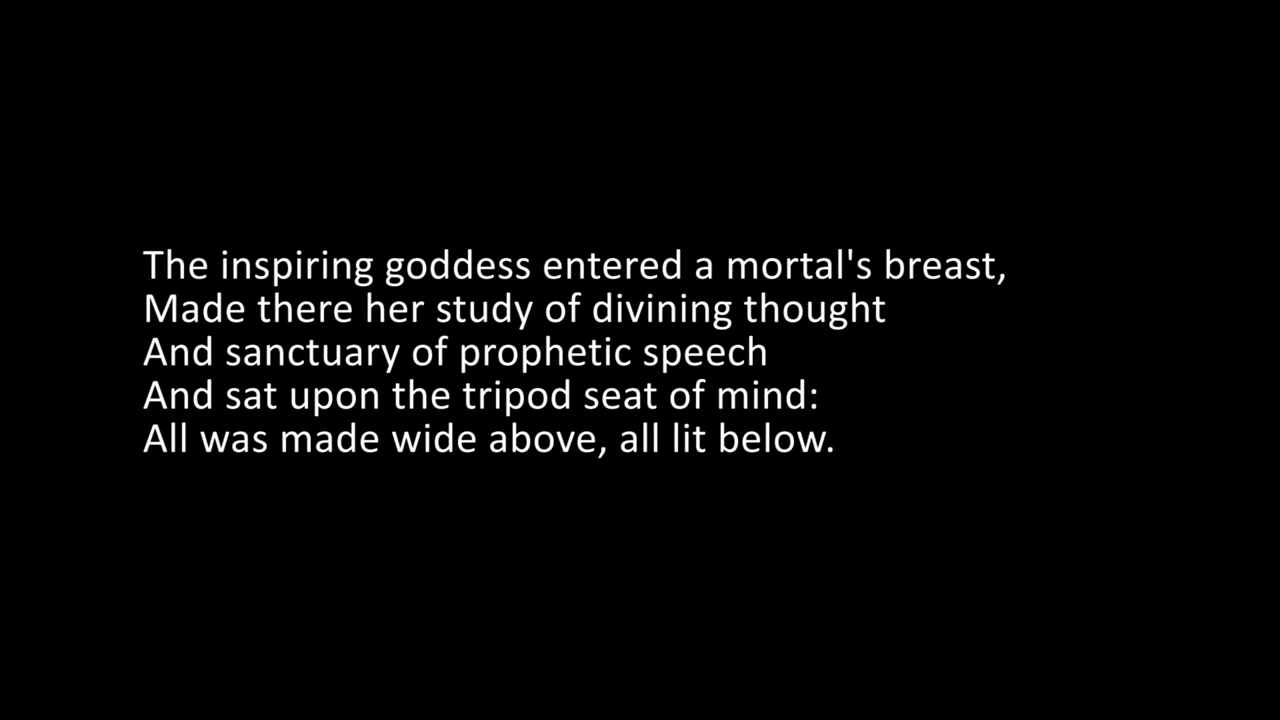 The inspiring goddess entered a mortal's breast,
Made there her study of divining thought
And sanctuary of prophetic speech
And sat upon the tripod seat of mind:
All was made wide above, all lit below.